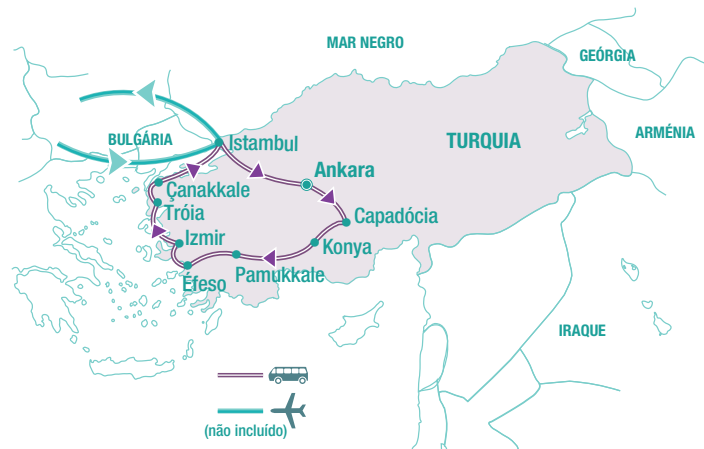 MAR NEGRO
GEÓRGIA
BULGÁRIA
Istambul
TURQUIA
ARMÉNIA
Ankara
Çanakkale
Tróia
Capadócia
Izmir
Konya
Pamukkale
Éfeso
IRAQUE
(não incluído)